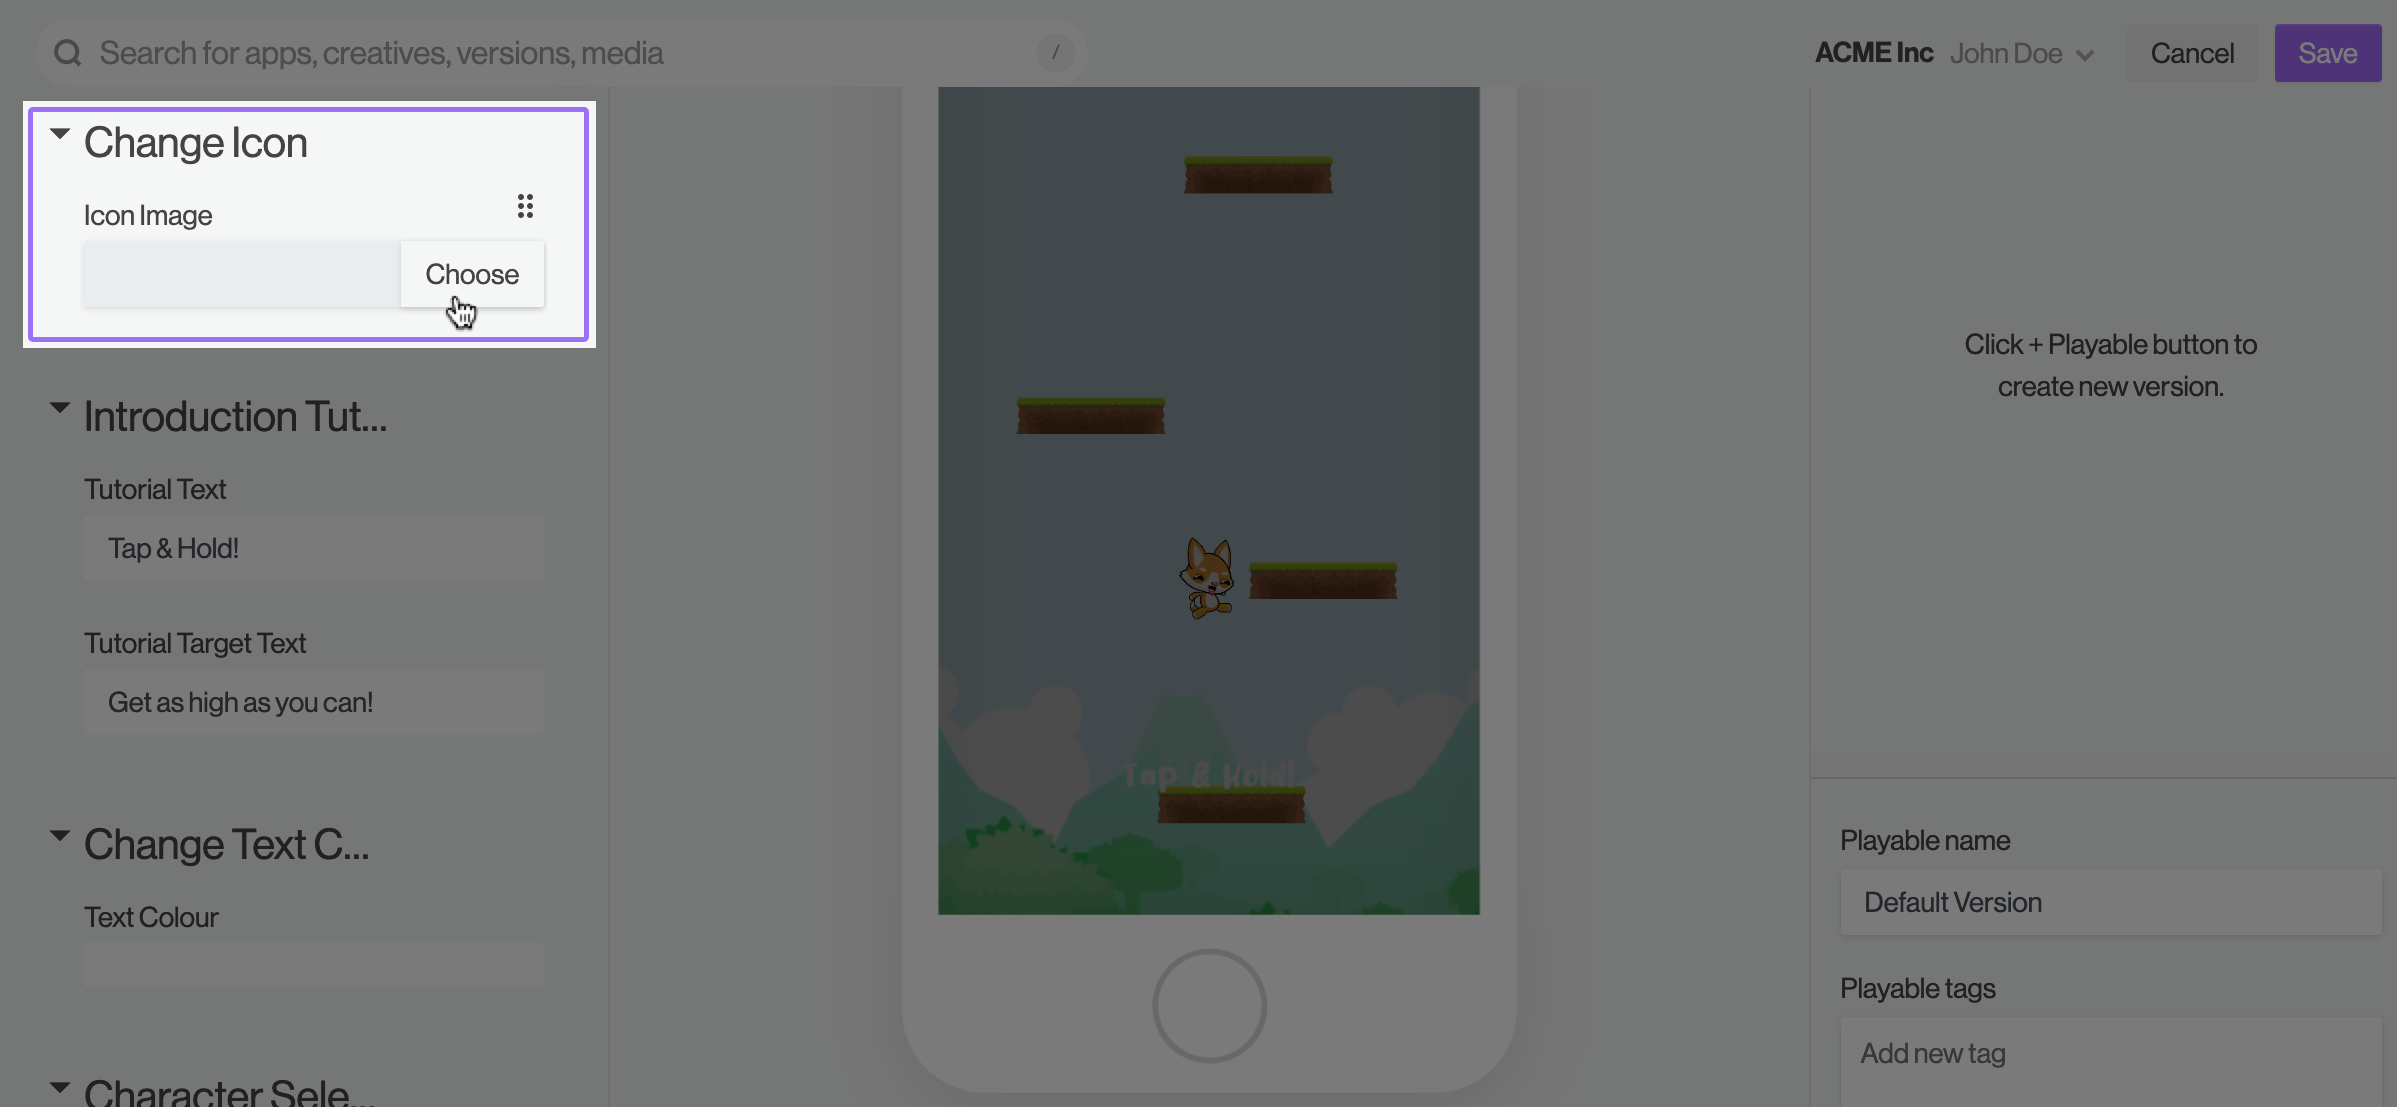 Search for apps, creatives, versions, media
/
ACME Inc John Doe
Cancel
Save
Change Icon
Icon Image
Choose
Introduction Tut...
Tutorial Text
Tap & Hold!
Tutorial Target Text
Get as high as you can!
Change Text C...
Text Colour
Character Sele...
Tap & Hold!
Click + Playable button to
create new version.
Playable name
Default Version
Playable tags
Add new tag